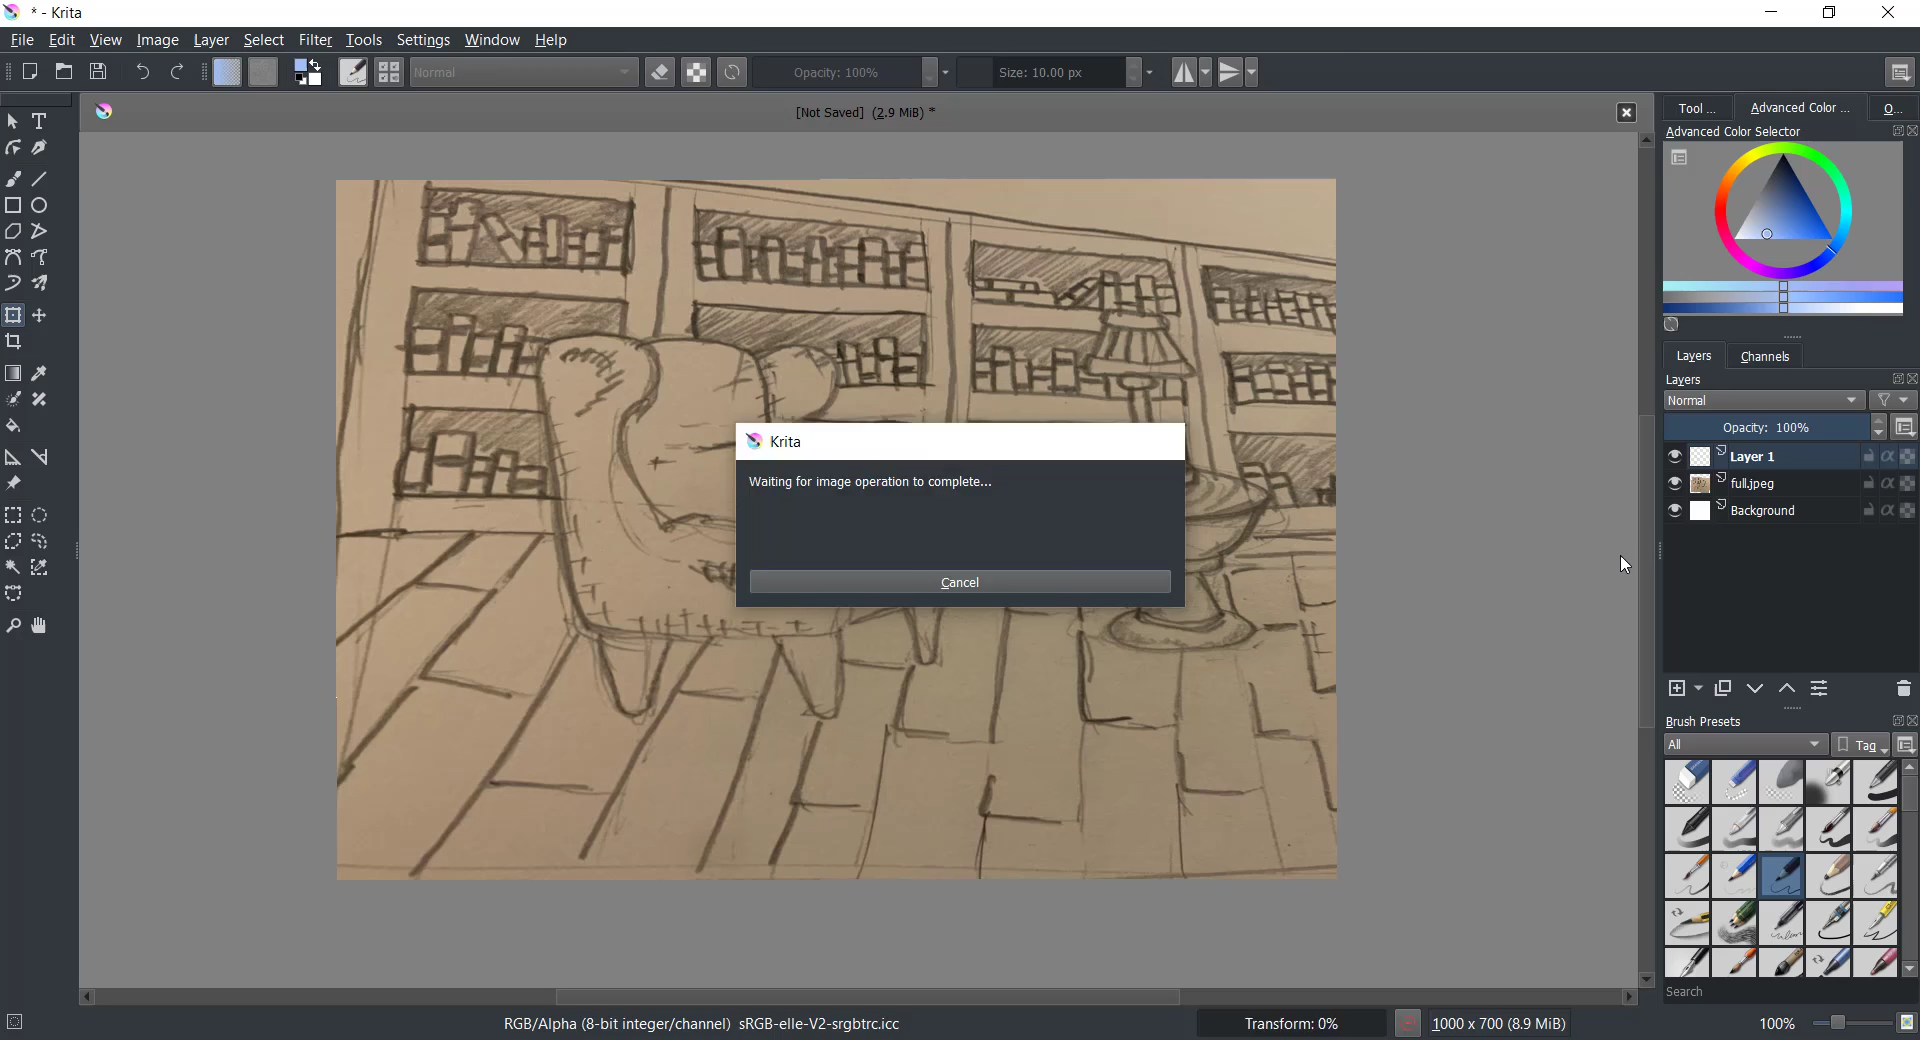 * - Krita
File Edit View Image Layer Select Filter Tools Settings Window Help
Normal Opacity: 100% Size: 10.00 px
[Not Saved] (2.9 MiB) *
Tool ... Advanced Color ... O...
Advanced Color Selector
Layers Channels
Layers
Normal
Opacity: 100%
Layer 1
full.jpeg
Background
Krita
Waiting for image operation to complete...
Cancel
Brush Presets
All Tag
Search
RGB/Alpha (8-bit integer/channel) sRGB-elle-V2-srgbtrc.icc Transform: 0% 1000 x 700 (8.9 MiB) 100%